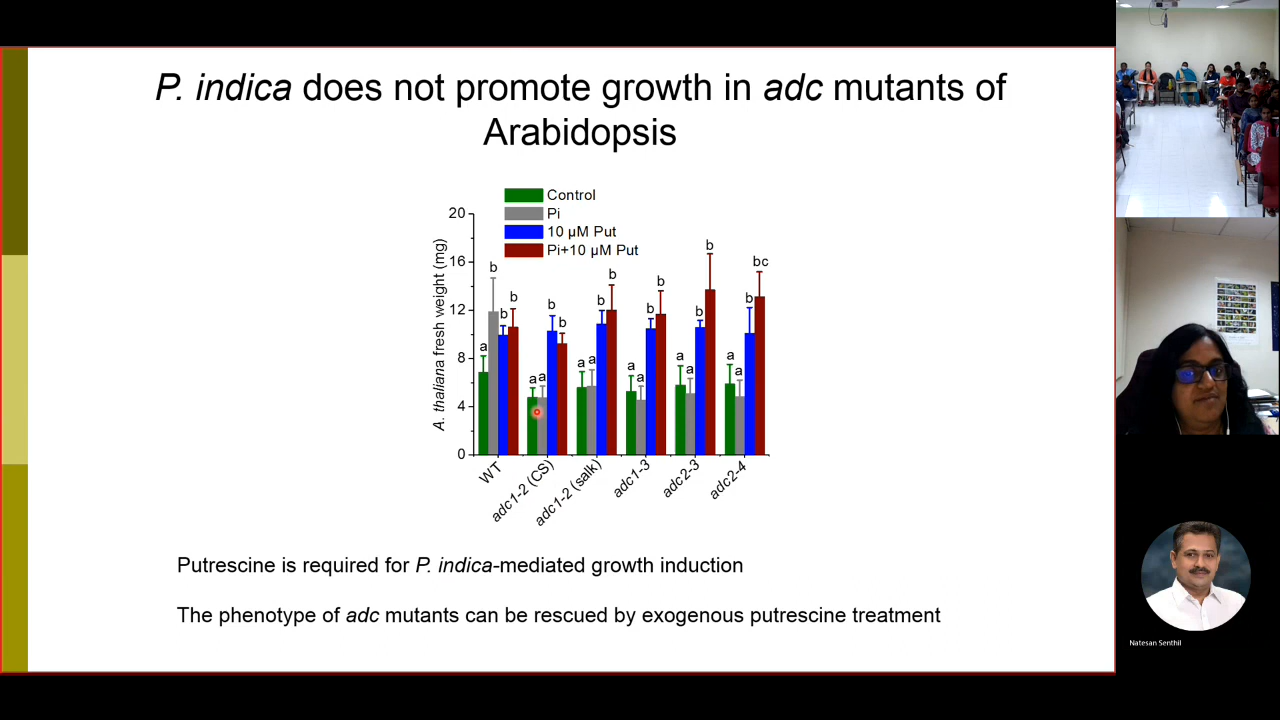 P. indica does not promote growth in adc mutants of
Arabidopsis
Control
Pi
10 µM Put
Pi+10 µM Put
A. thaliana fresh weight (mg)
20
16
12
8
4
0
a b b b
a a b b
a a b b
a a b b
a a b b
a a b bc
WT
adc1-2 (CS)
adc1-2 (salk)
adc1-3
adc2-3
adc2-4
Putrescine is required for P. indica-mediated growth induction
The phenotype of adc mutants can be rescued by exogenous putrescine treatment
Natesan Senthil